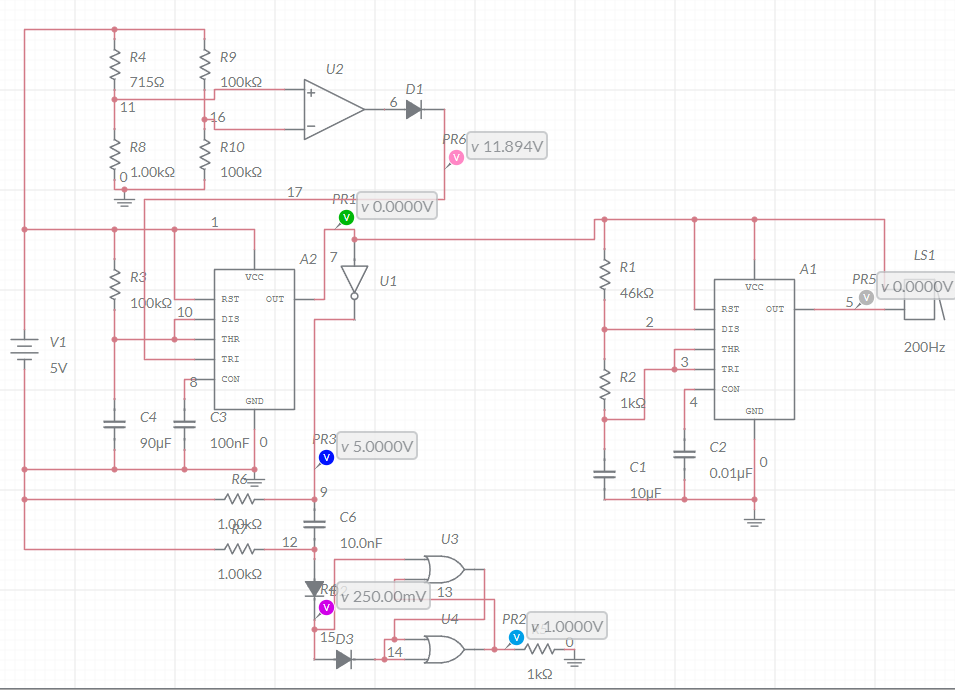 R4
715Ω
R9
100kΩ
U2
+
−
6
D1
11
16
R8
1.00kΩ
0
R10
100kΩ
PR6
v 11.894V
17
PR1
v 0.0000V
1
7
U1
A2
VCC
RST
OUT
DIS
THR
TRI
CON
GND
R3
100kΩ
10
8
V1
5V
C4
90µF
C3
100nF
0
PR3
v 5.0000V
9
R6
1.00kΩ
R7
12
1.00kΩ
C6
10.0nF
U3
v 250.00mV
13
U4
15
D3
14
PR2
v 1.0000V
0
1kΩ
R1
46kΩ
2
R2
1kΩ
3
4
C1
10µF
C2
0.01µF
0
A1
VCC
RST
OUT
DIS
THR
TRI
CON
GND
PR5
5
v 0.0000V
LS1
200Hz
V
V
V
V
V
V